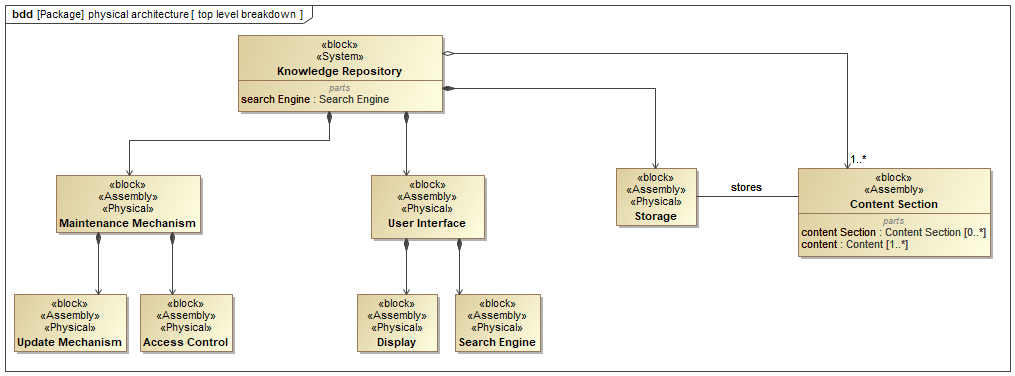 bdd [Package] physical architecture [ top level breakdown ]
«block»
«System»
Knowledge Repository
parts
search Engine : Search Engine
1..*
«block»
«Assembly»
«Physical»
Maintenance Mechanism
«block»
«Assembly»
«Physical»
User Interface
«block»
«Assembly»
«Physical»
Storage
stores
«block»
«Assembly»
Content Section
parts
content Section : Content Section [0..*]
content : Content [1..*]
«block»
«Assembly»
«Physical»
Update Mechanism
«block»
«Assembly»
«Physical»
Access Control
«block»
«Assembly»
«Physical»
Display
«block»
«Assembly»
«Physical»
Search Engine